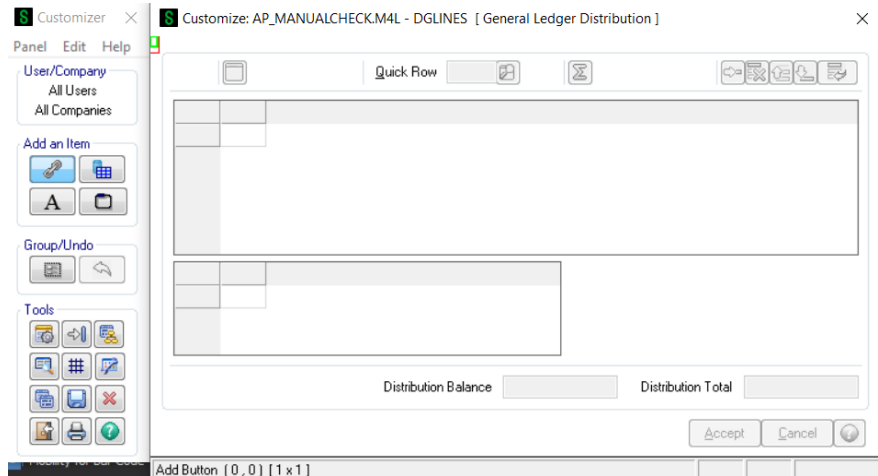 Customizer
Customize: AP_MANUALCHECK.M4L - DGLINES [ General Ledger Distribution ]
Panel Edit Help
User/Company
All Users
All Companies
Add an Item
A
Group/Undo
Tools
Quick Row
Distribution Balance
Distribution Total
Accept
Cancel
Add Button (0,0) [1x1]